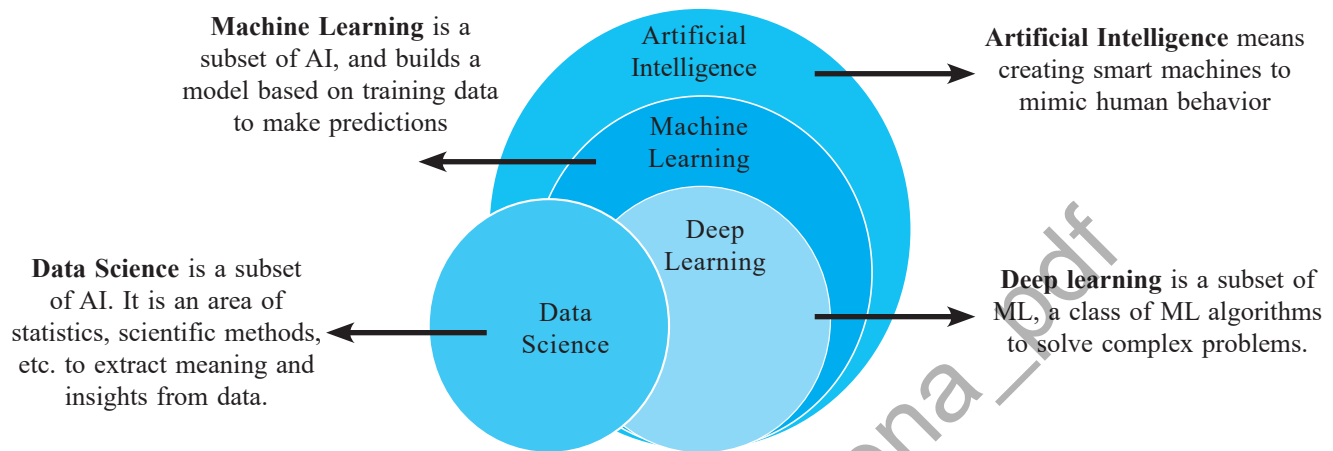 Machine Learning is a
subset of AI, and builds a
model based on training data
to make predictions
Artificial
Intelligence
Artificial Intelligence means
creating smart machines to
mimic human behavior
Machine
Learning
Deep
Learning
Data Science is a subset
of AI. It is an area of
statistics, scientific methods,
etc. to extract meaning and
insights from data.
Data
Science
Deep learning is a subset of
ML, a class of ML algorithms
to solve complex problems.